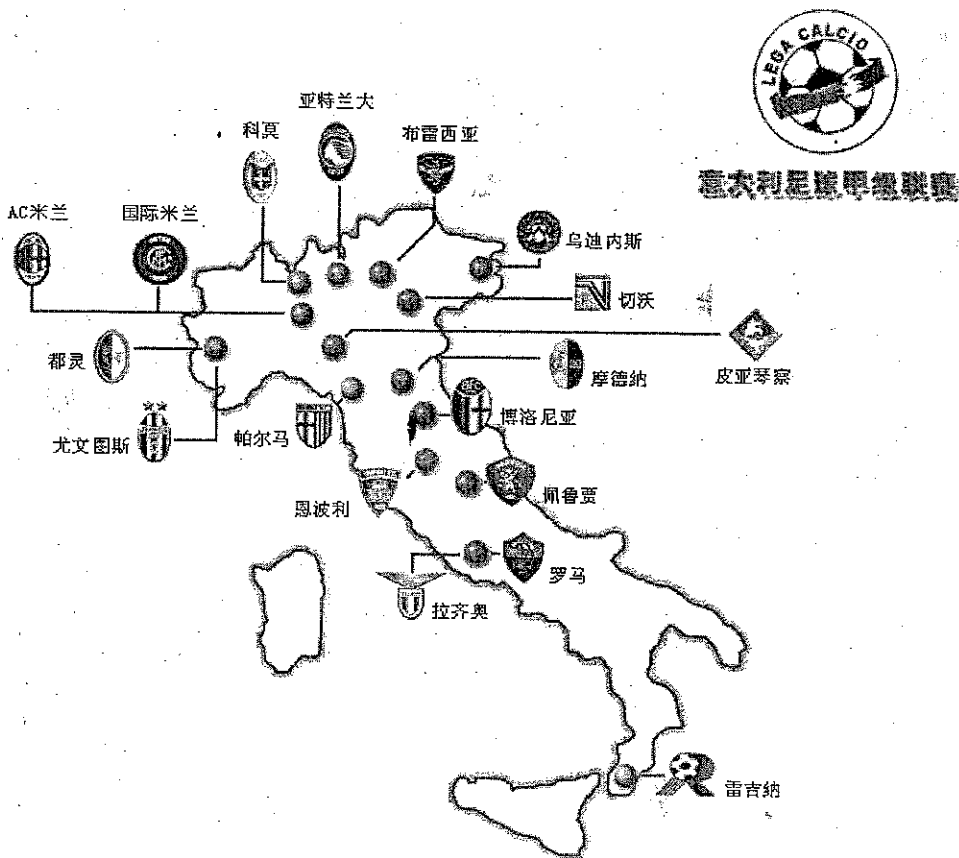 LEGA CALCIO
意大利足球甲级联赛
亚特兰大
科莫
布雷西亚
AC米兰
国际米兰
乌迪内斯
切沃
都灵
摩德纳
皮亚琴察
尤文图斯
帕尔马
博洛尼亚
恩波利
佩鲁贾
罗马
拉齐奥
雷吉纳